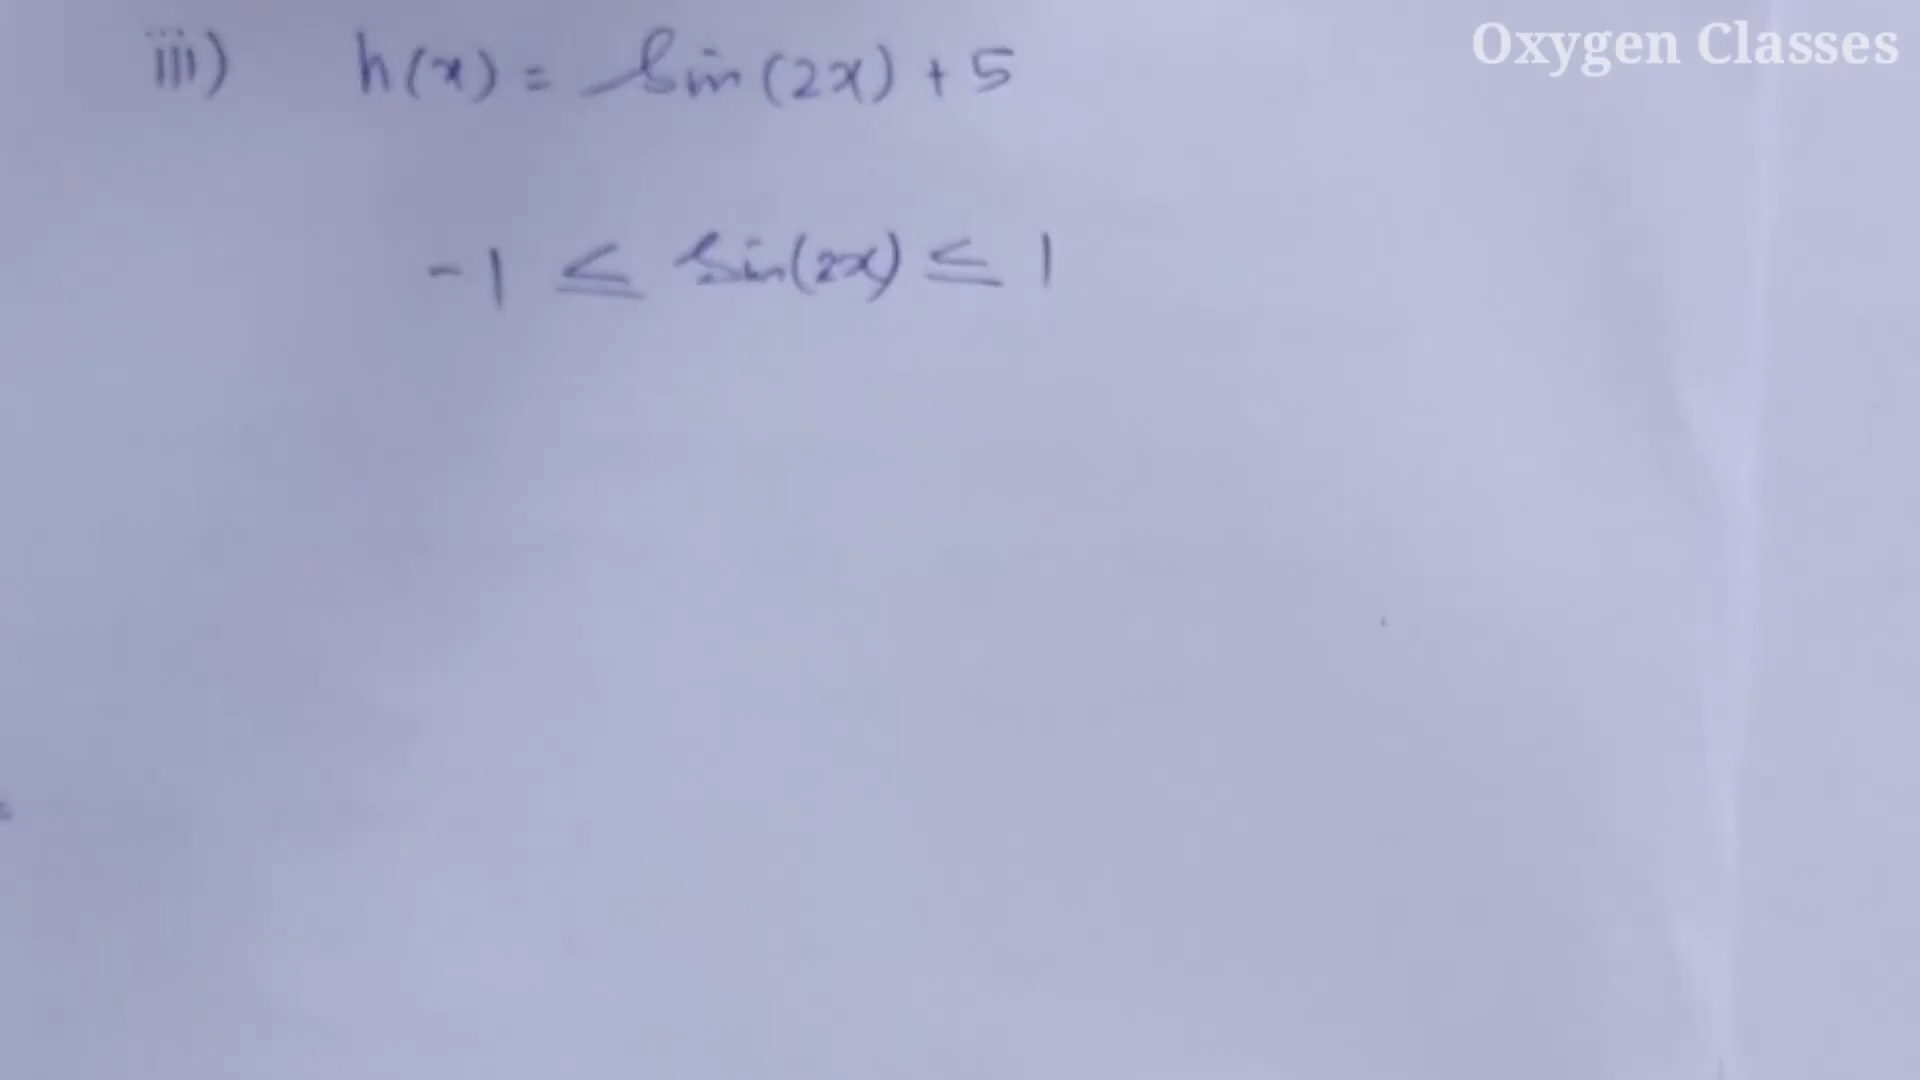 Oxygen Classes
iii) h(x) = sin(2x) + 5
-1 ≤ sin(2x) ≤ 1